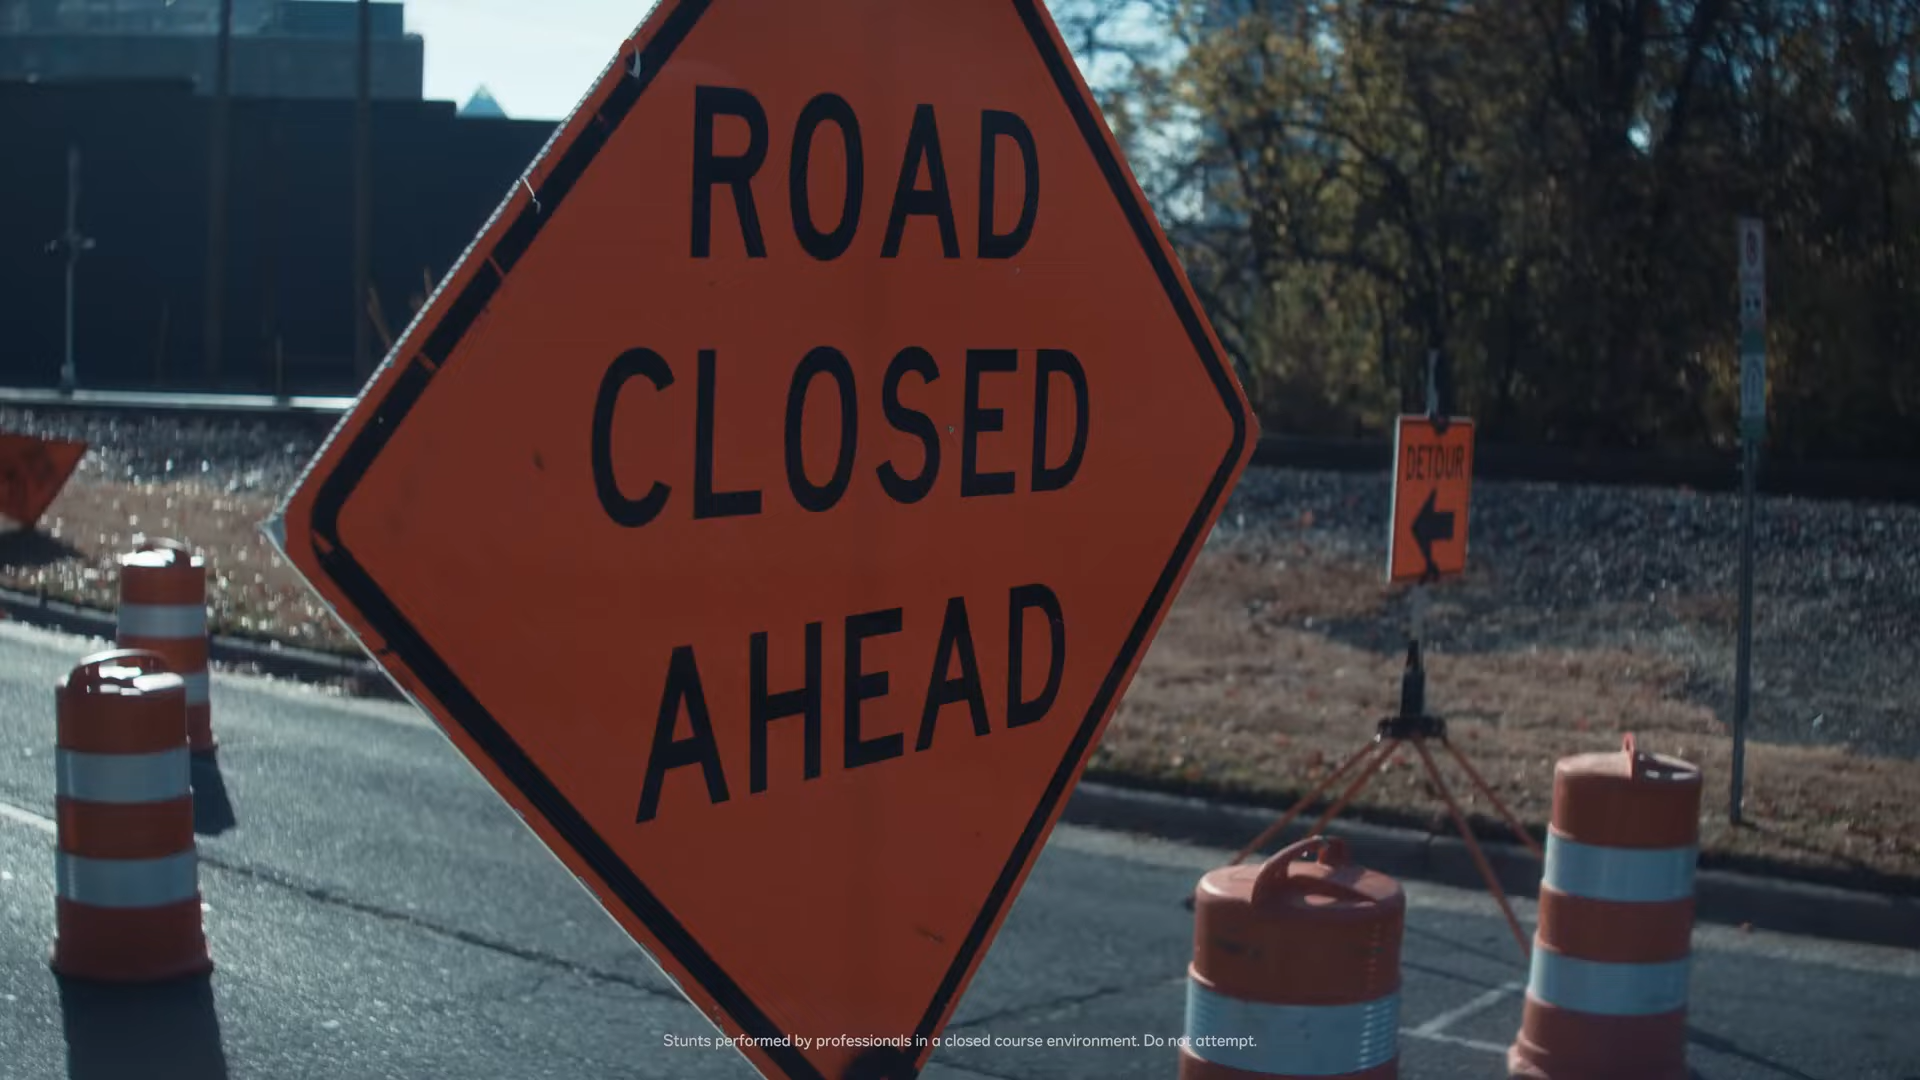 ROAD
CLOSED
AHEAD
DETOUR
Stunts performed by professionals in a closed course environment. Do not attempt.